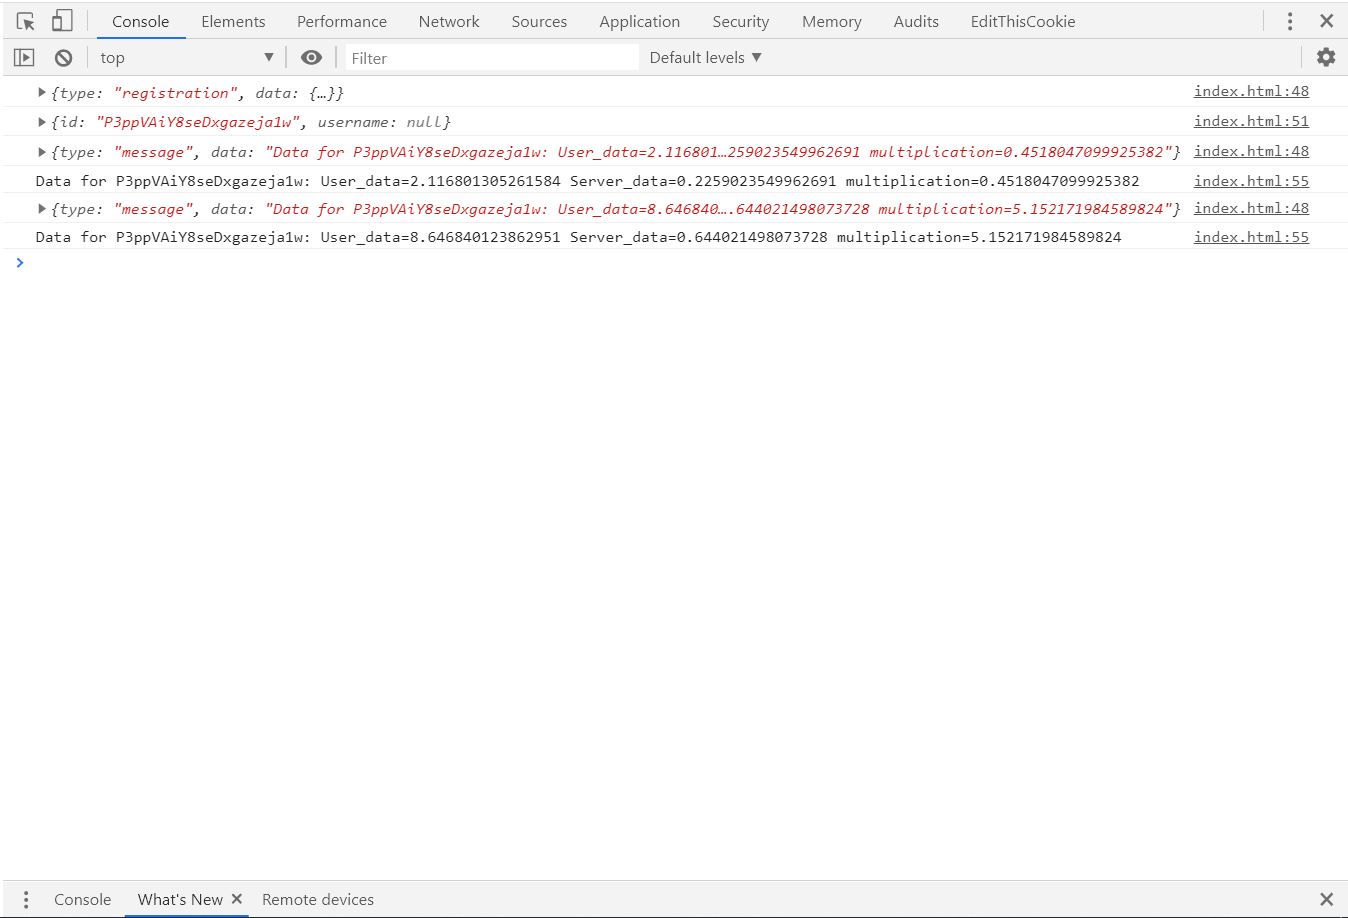 Console Elements Performance Network Sources Application Security Memory Audits EditThisCookie
top Filter Default levels
{type: "registration", data: {…}} index.html:48
{id: "P3ppVAiY8seDxgazeja1w", username: null} index.html:51
{type: "message", data: "Data for P3ppVAiY8seDxgazeja1w: User_data=2.116801…259023549962691 multiplication=0.4518047099925382"} index.html:48
Data for P3ppVAiY8seDxgazeja1w: User_data=2.116801305261584 Server_data=0.2259023549962691 multiplication=0.4518047099925382 index.html:55
{type: "message", data: "Data for P3ppVAiY8seDxgazeja1w: User_data=8.646840….644021498073728 multiplication=5.152171984589824"} index.html:48
Data for P3ppVAiY8seDxgazeja1w: User_data=8.646840123862951 Server_data=0.644021498073728 multiplication=5.152171984589824 index.html:55
Console What's New Remote devices